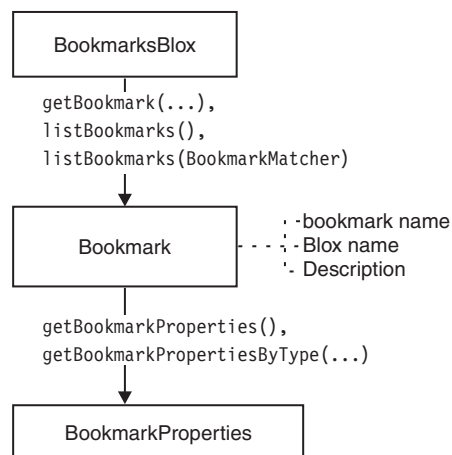 BookmarksBlox
getBookmark(...),
listBookmarks(),
listBookmarks(BookmarkMatcher)
Bookmark
bookmark name
Blox name
Description
getBookmarkProperties(),
getBookmarkPropertiesByType(...)
BookmarkProperties